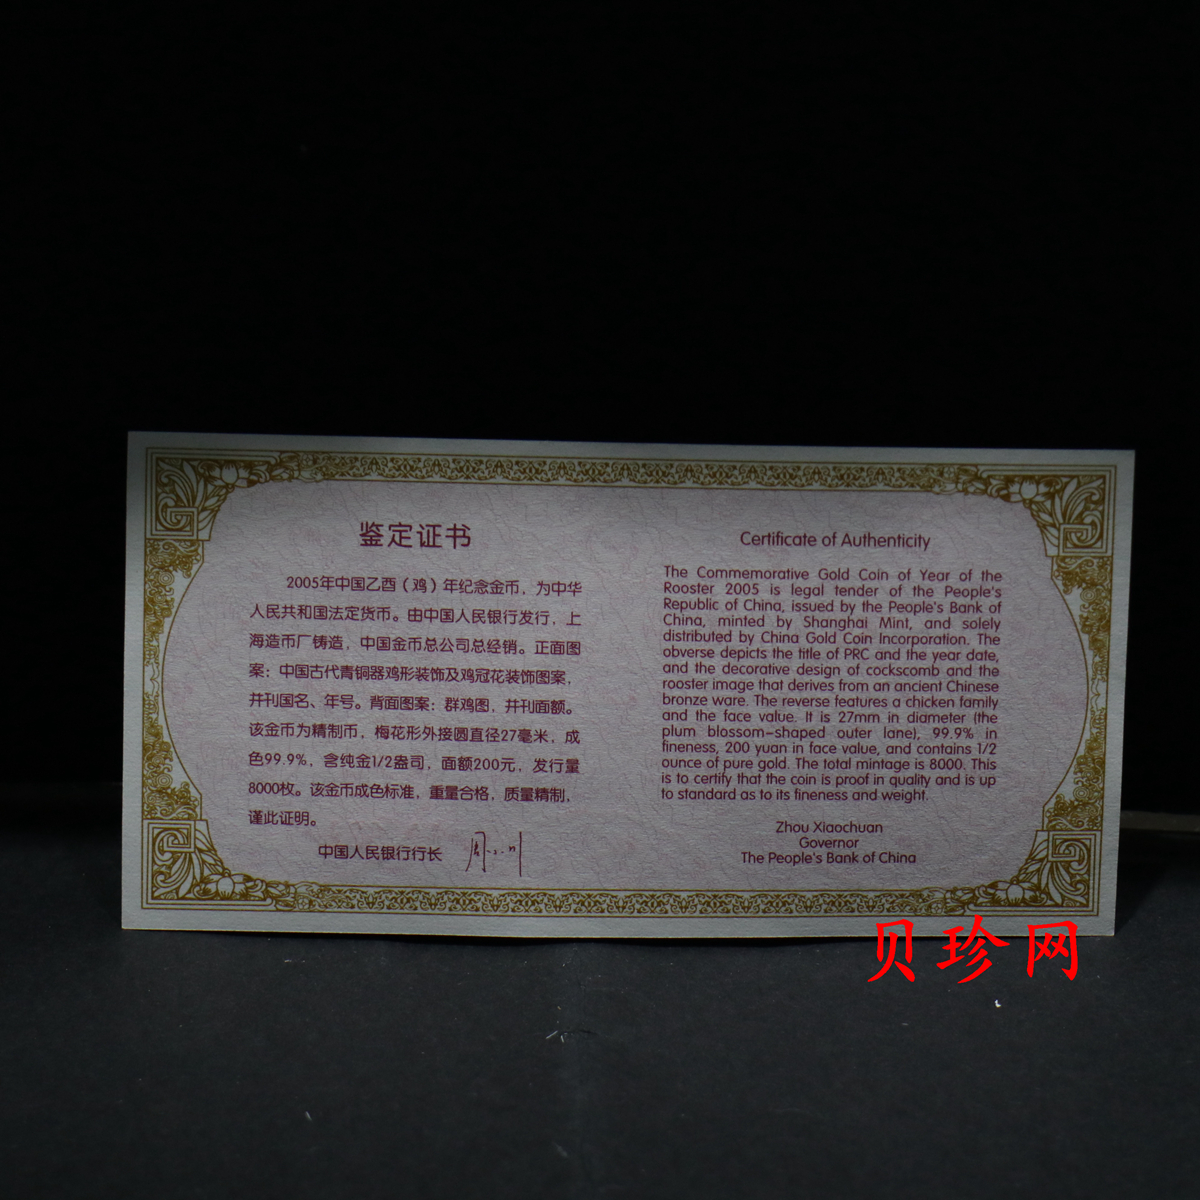 鉴定证书
2005年中国乙酉（鸡）年纪念金币，为中华
人民共和国法定货币。由中国人民银行发行，上
海造币厂铸造，中国金币总公司总经销。正面图
案：中国古代青铜器鸡形装饰及鸡冠花装饰图案，
并刊国名、年号。背面图案：群鸡图，并刊面额。
该金币为精制币，梅花形外接圆直径27毫米，成
色99.9%，含纯金1/2盎司，面额200元，发行量
8000枚。该金币成色标准，重量合格，质量精制，
谨此证明。
中国人民银行行长
Certificate of Authenticity
The Commemorative Gold Coin of Year of the
Rooster 2005 is legal tender of the People's
Republic of China, issued by the People's Bank of
China, minted by Shanghai Mint, and solely
distributed by China Gold Coin Incorporation. The
obverse depicts the title of PRC and the year date,
and the decorative design of cockscomb and the
rooster image that derives from an ancient Chinese
bronze ware. The reverse features a chicken family
and the face value. It is 27mm in diameter (the
plum blossom-shaped outer lane), 99.9% in
fineness, 200 yuan in face value, and contains 1/2
ounce of pure gold. The total mintage is 8000. This
is to certify that the coin is proof in quality and is up
to standard as to its fineness and weight.
Zhou Xiaochuan
Governor
The People's Bank of China
贝珍网